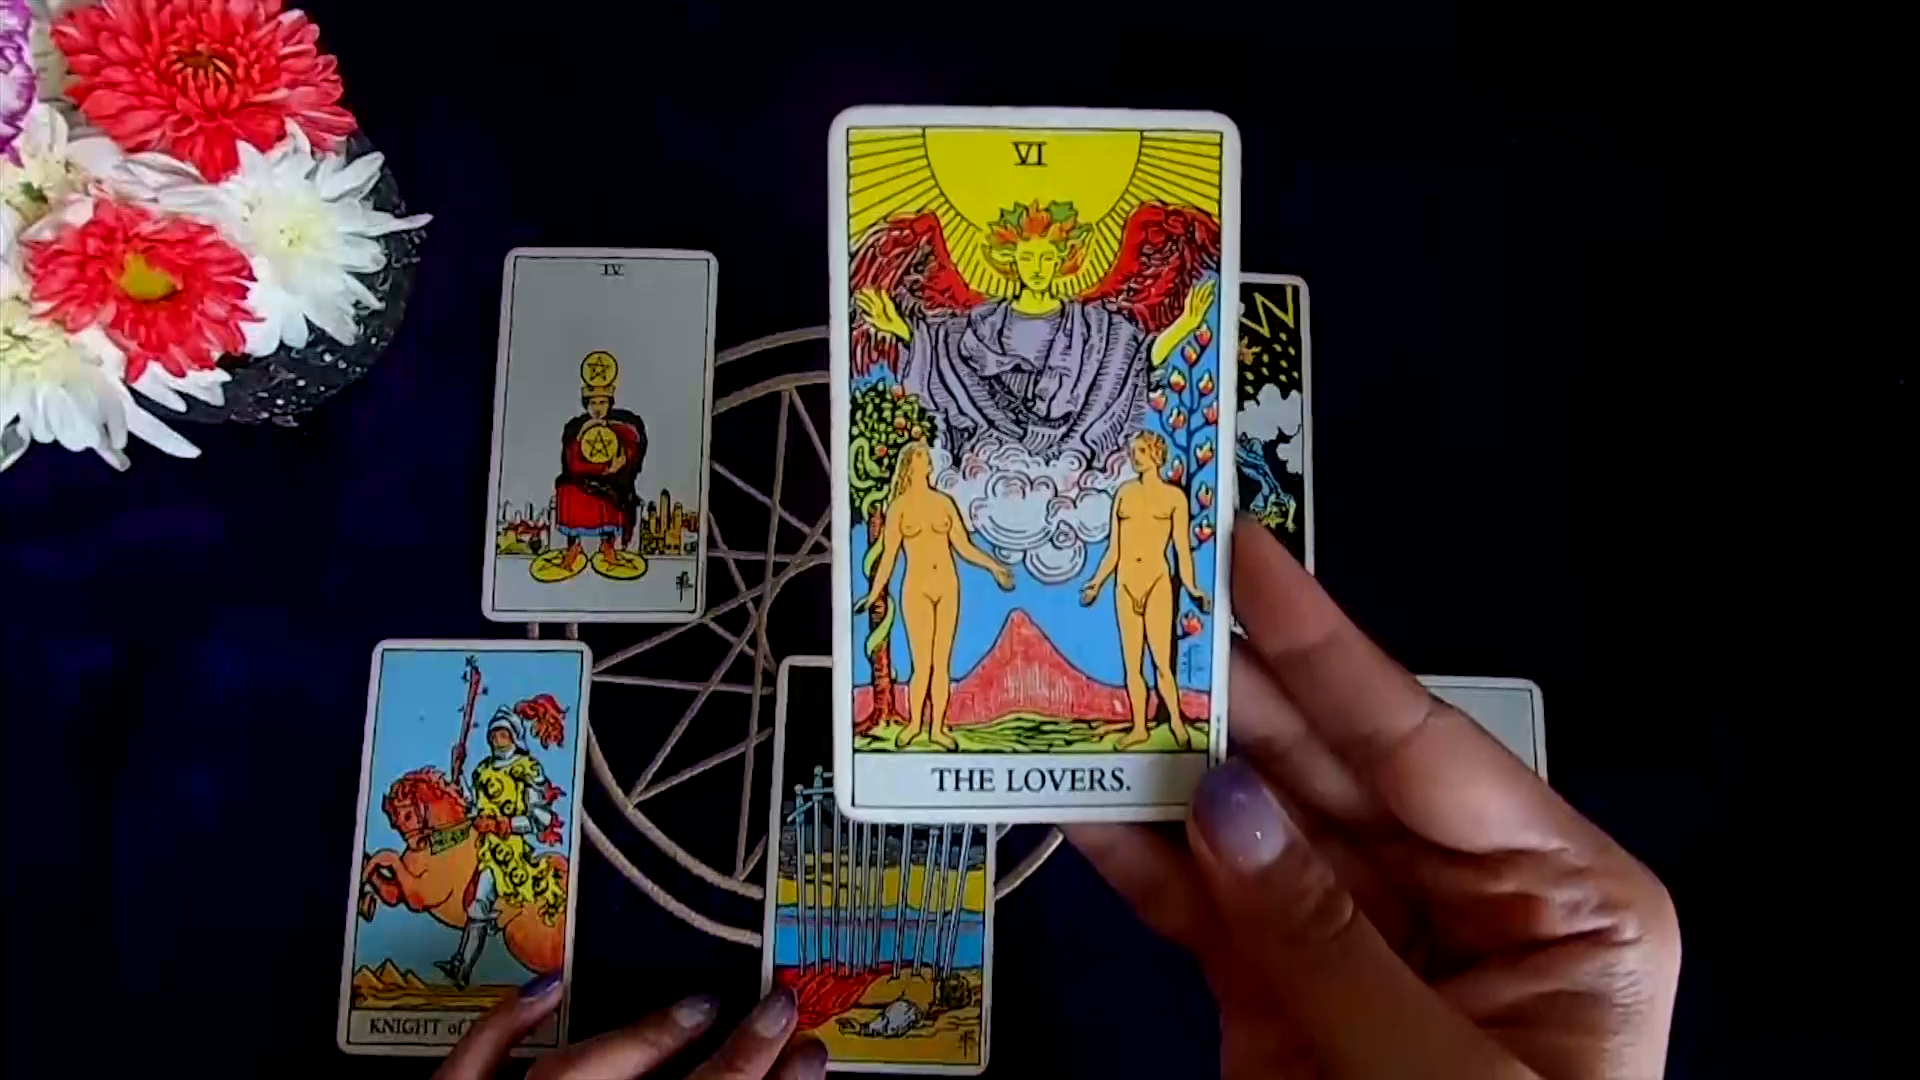 VI
THE LOVERS.
IV
KNIGHT of